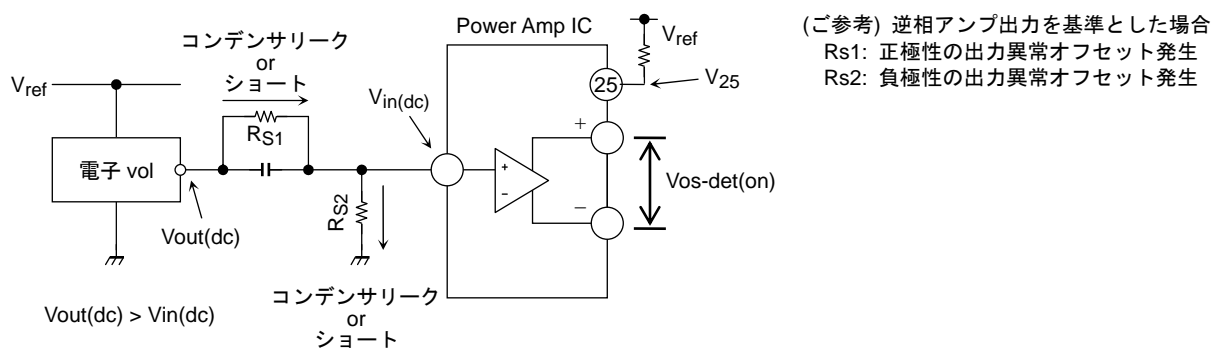 コンデンサリーク
or
ショート
Vref
RS1
電子 vol
Vout(dc)
Vout(dc) > Vin(dc)
RS2
コンデンサリーク
or
ショート
Vin(dc)
Power Amp IC
+
-
+
−
25
Vref
V25
Vos-det(on)
(ご参考) 逆相アンプ出力を基準とした場合
Rs1: 正極性の出力異常オフセット発生
Rs2: 負極性の出力異常オフセット発生